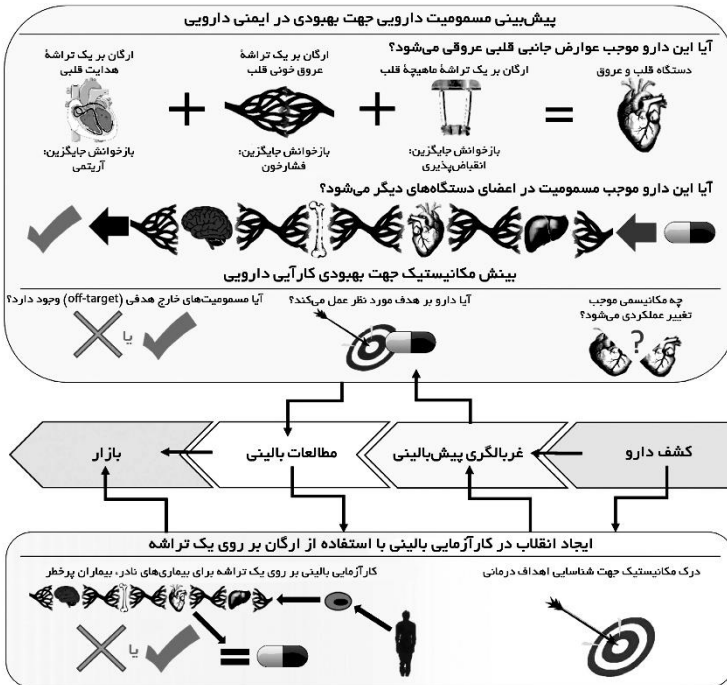 پیش‌بینی مسمومیت دارویی جهت بهبودی در ایمنی دارویی
آیا این دارو موجب عوارض جانبی قلبی عروقی می‌شود؟
دستگاه قلب و عروق
ارگان بر یک تراشهٔ ماهیچهٔ قلب
ارگان بر یک تراشهٔ
عروق خونی قلب
ارگان بر یک تراشهٔ
هدایت قلبی
=
+
+
بازخوانش جایگزین:
انقباض‌پذیری
بازخوانش جایگزین:
فشارخون
بازخوانش جایگزین:
آریتمی
آیا این دارو موجب مسمومیت در اعضای دستگاه‌های دیگر می‌شود؟
بینش مکانیستیک جهت بهبودی کارآیی دارویی
چه مکانیسمی موجب
تغییر عملکردی می‌شود؟
?
آیا دارو بر هدف مورد نظر عمل می‌کند؟
آیا مسمومیت‌های خارج هدفی (off-target) وجود دارد؟
یا
کشف دارو
غربالگری پیش‌بالینی
مطالعات بالینی
بازار
ایجاد انقلاب در کارآزمایی بالینی با استفاده از ارگان بر روی یک تراشه
درک مکانیستیک جهت شناسایی اهداف درمانی
کارآزمایی بالینی بر روی یک تراشه برای بیماری‌های نادر، بیماران پرخطر
=
یا